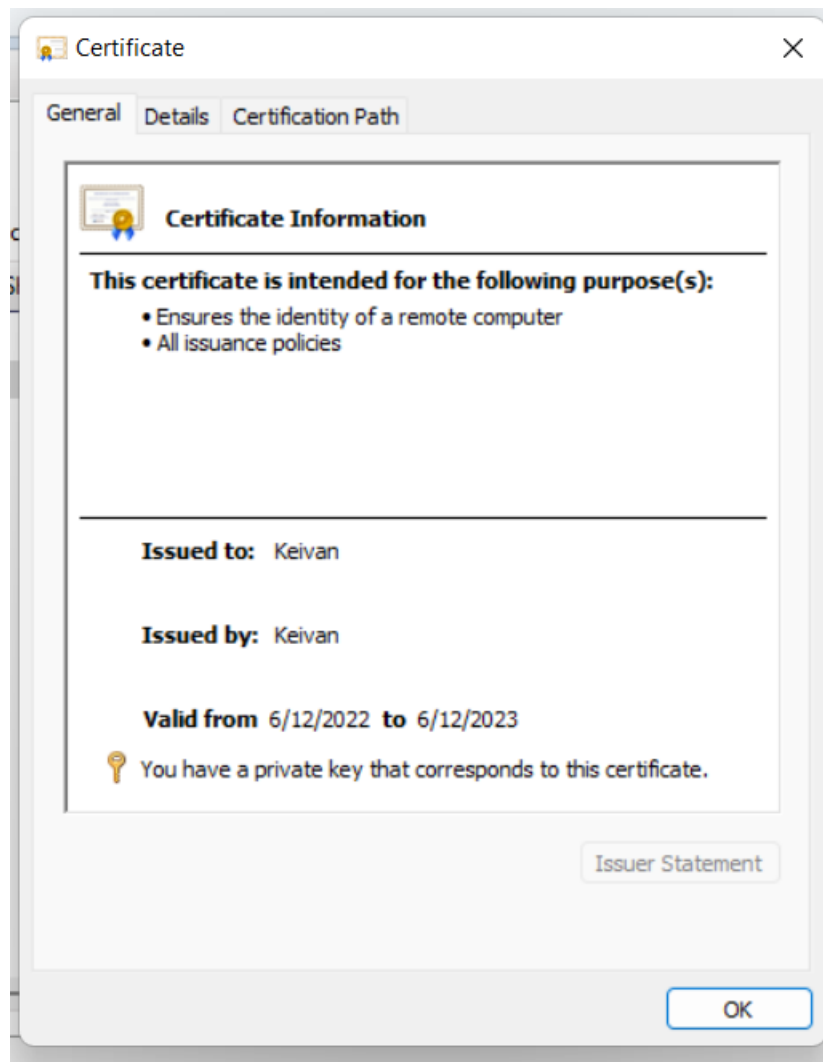 Certificate
General Details Certification Path
Certificate Information
This certificate is intended for the following purpose(s):
• Ensures the identity of a remote computer
• All issuance policies
Issued to: Keivan
Issued by: Keivan
Valid from 6/12/2022 to 6/12/2023
You have a private key that corresponds to this certificate.
Issuer Statement
OK